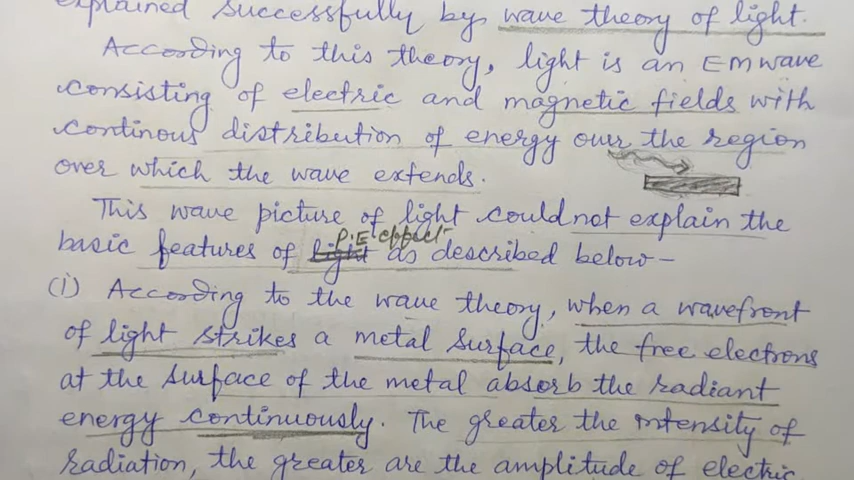 explained successfully by wave theory of light.
According to this theory, light is an EM wave
consisting of electric and magnetic fields with
continous distribution of energy over the region
over which the wave extends.
This wave picture of light could not explain the
P.E effect
basic features of light as described below -
(i) According to the wave theory, when a wavefront
of light strikes a metal surface, the free electrons
at the surface of the metal absorb the radiant
energy continuously. The greater the intensity of
radiation, the greater are the amplitude of electric